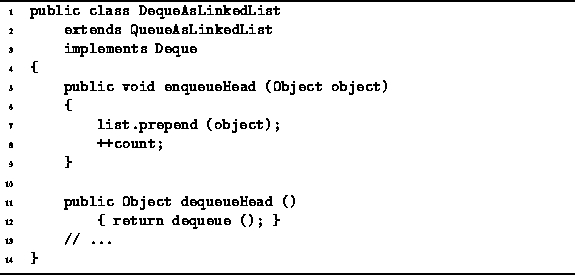 1 public class DequeAsLinkedList
2     extends QueueAsLinkedList
3     implements Deque
4 {
5     public void enqueueHead (Object object)
6     {
7         list.prepend (object);
8         ++count;
9     }
10
11     public Object dequeueHead ()
12         { return dequeue (); }
13     // ...
14 }